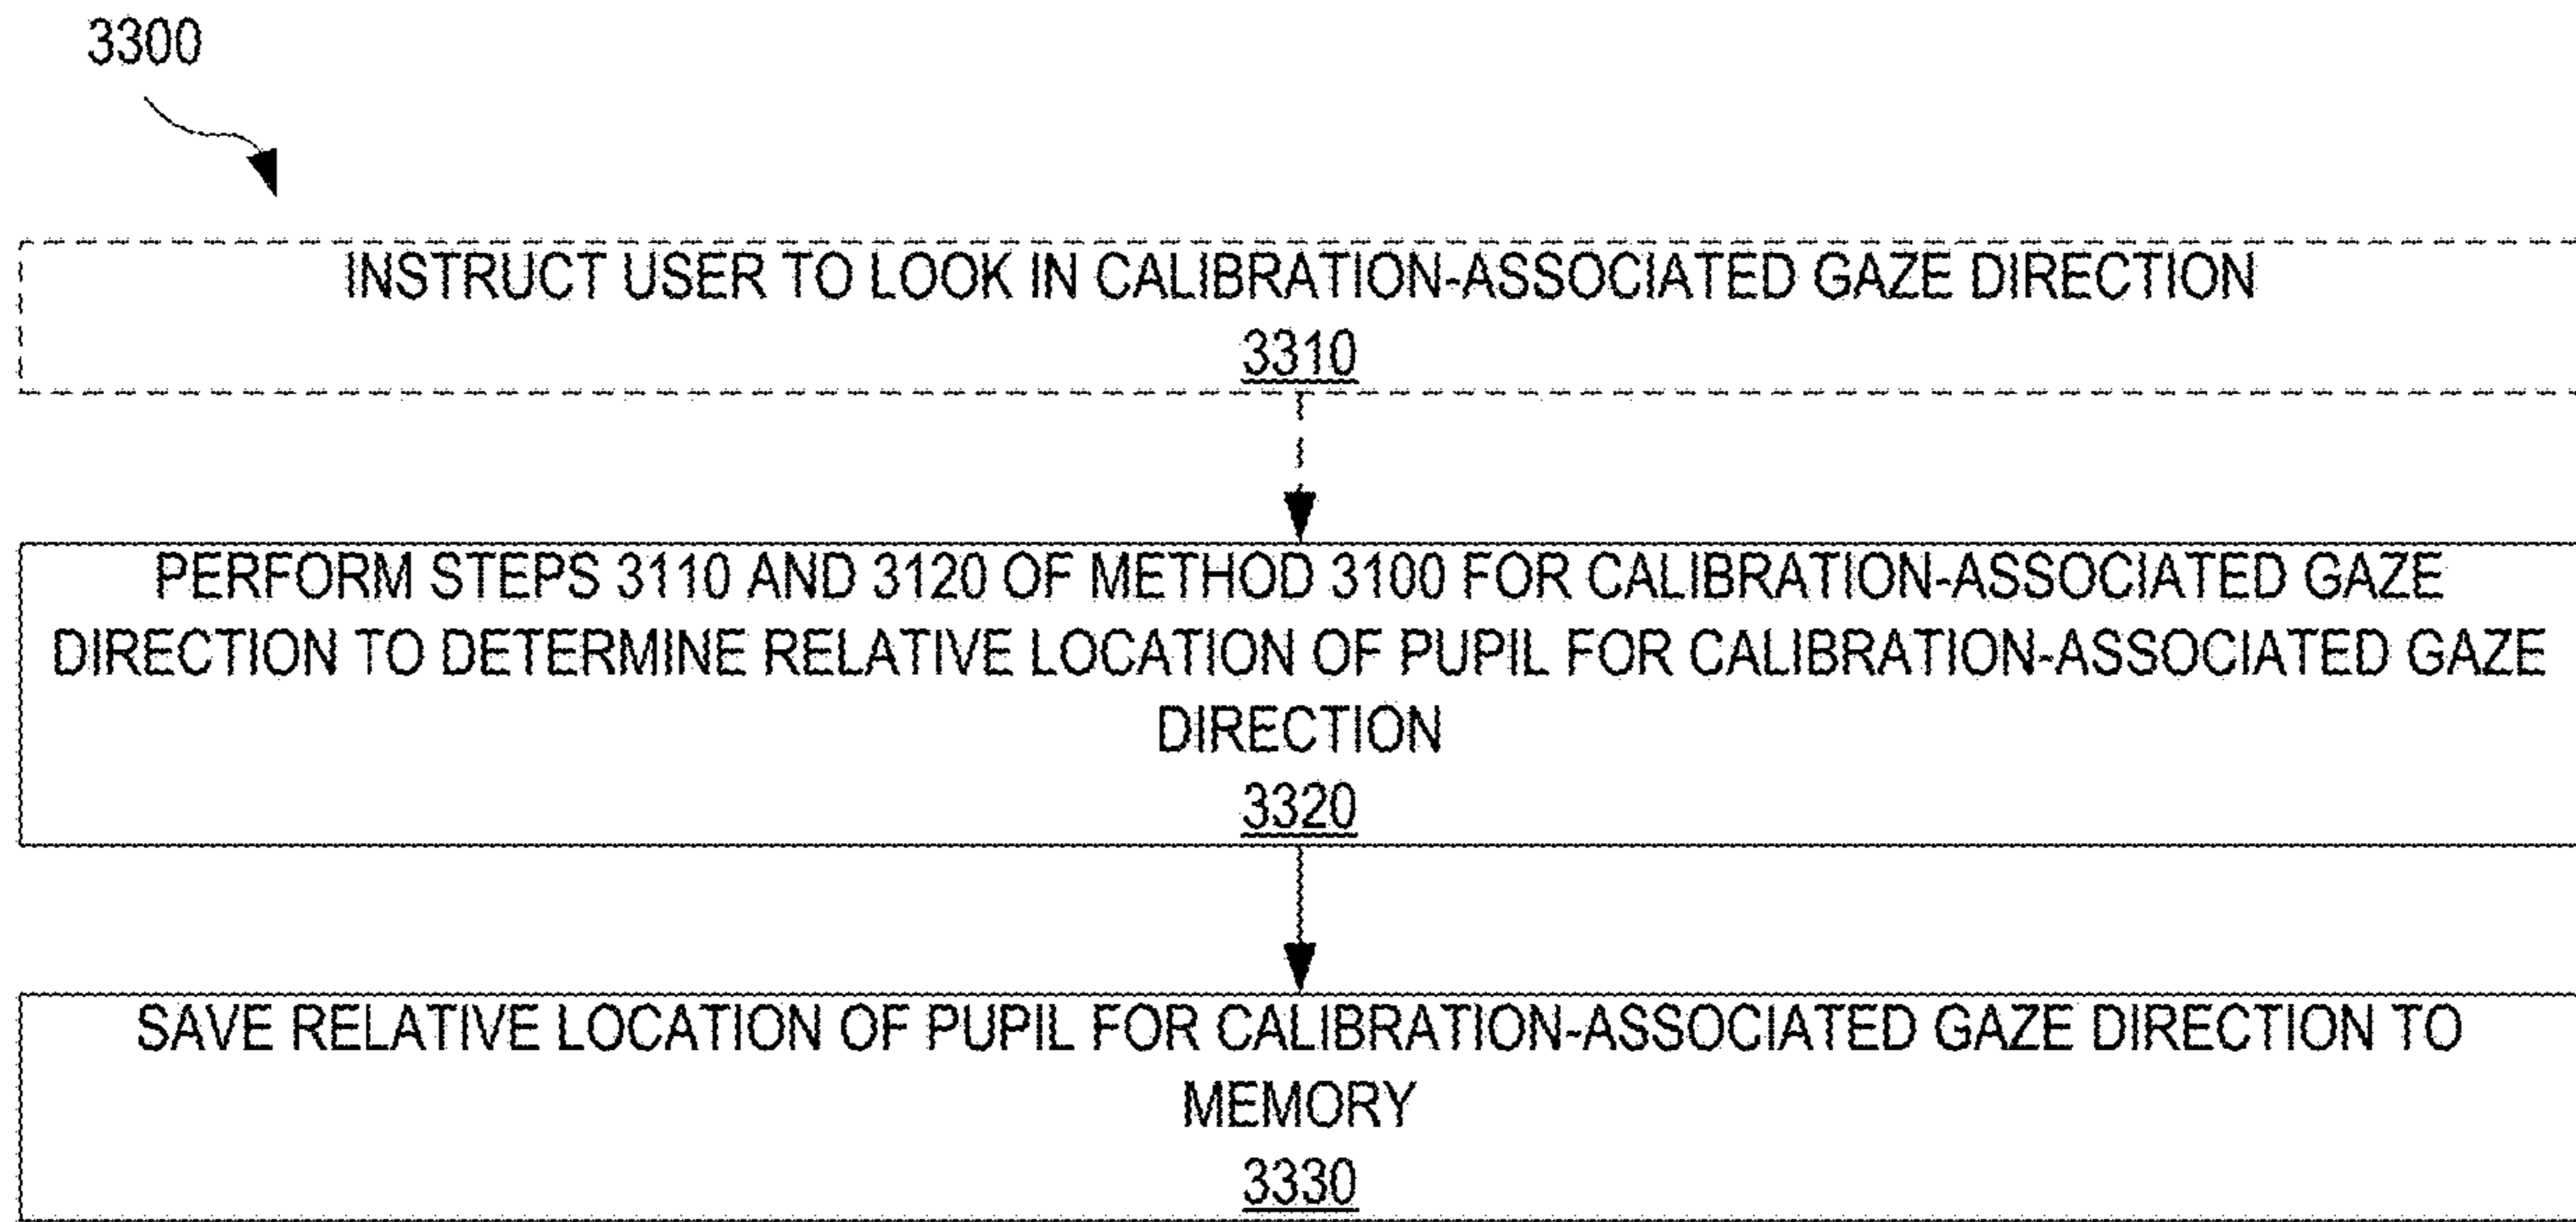 3300
INSTRUCT USER TO LOOK IN CALIBRATION-ASSOCIATED GAZE DIRECTION
3310
PERFORM STEPS 3110 AND 3120 OF METHOD 3100 FOR CALIBRATION-ASSOCIATED GAZE
DIRECTION TO DETERMINE RELATIVE LOCATION OF PUPIL FOR CALIBRATION-ASSOCIATED GAZE
DIRECTION
3320
SAVE RELATIVE LOCATION OF PUPIL FOR CALIBRATION-ASSOCIATED GAZE DIRECTION TO
MEMORY
3330